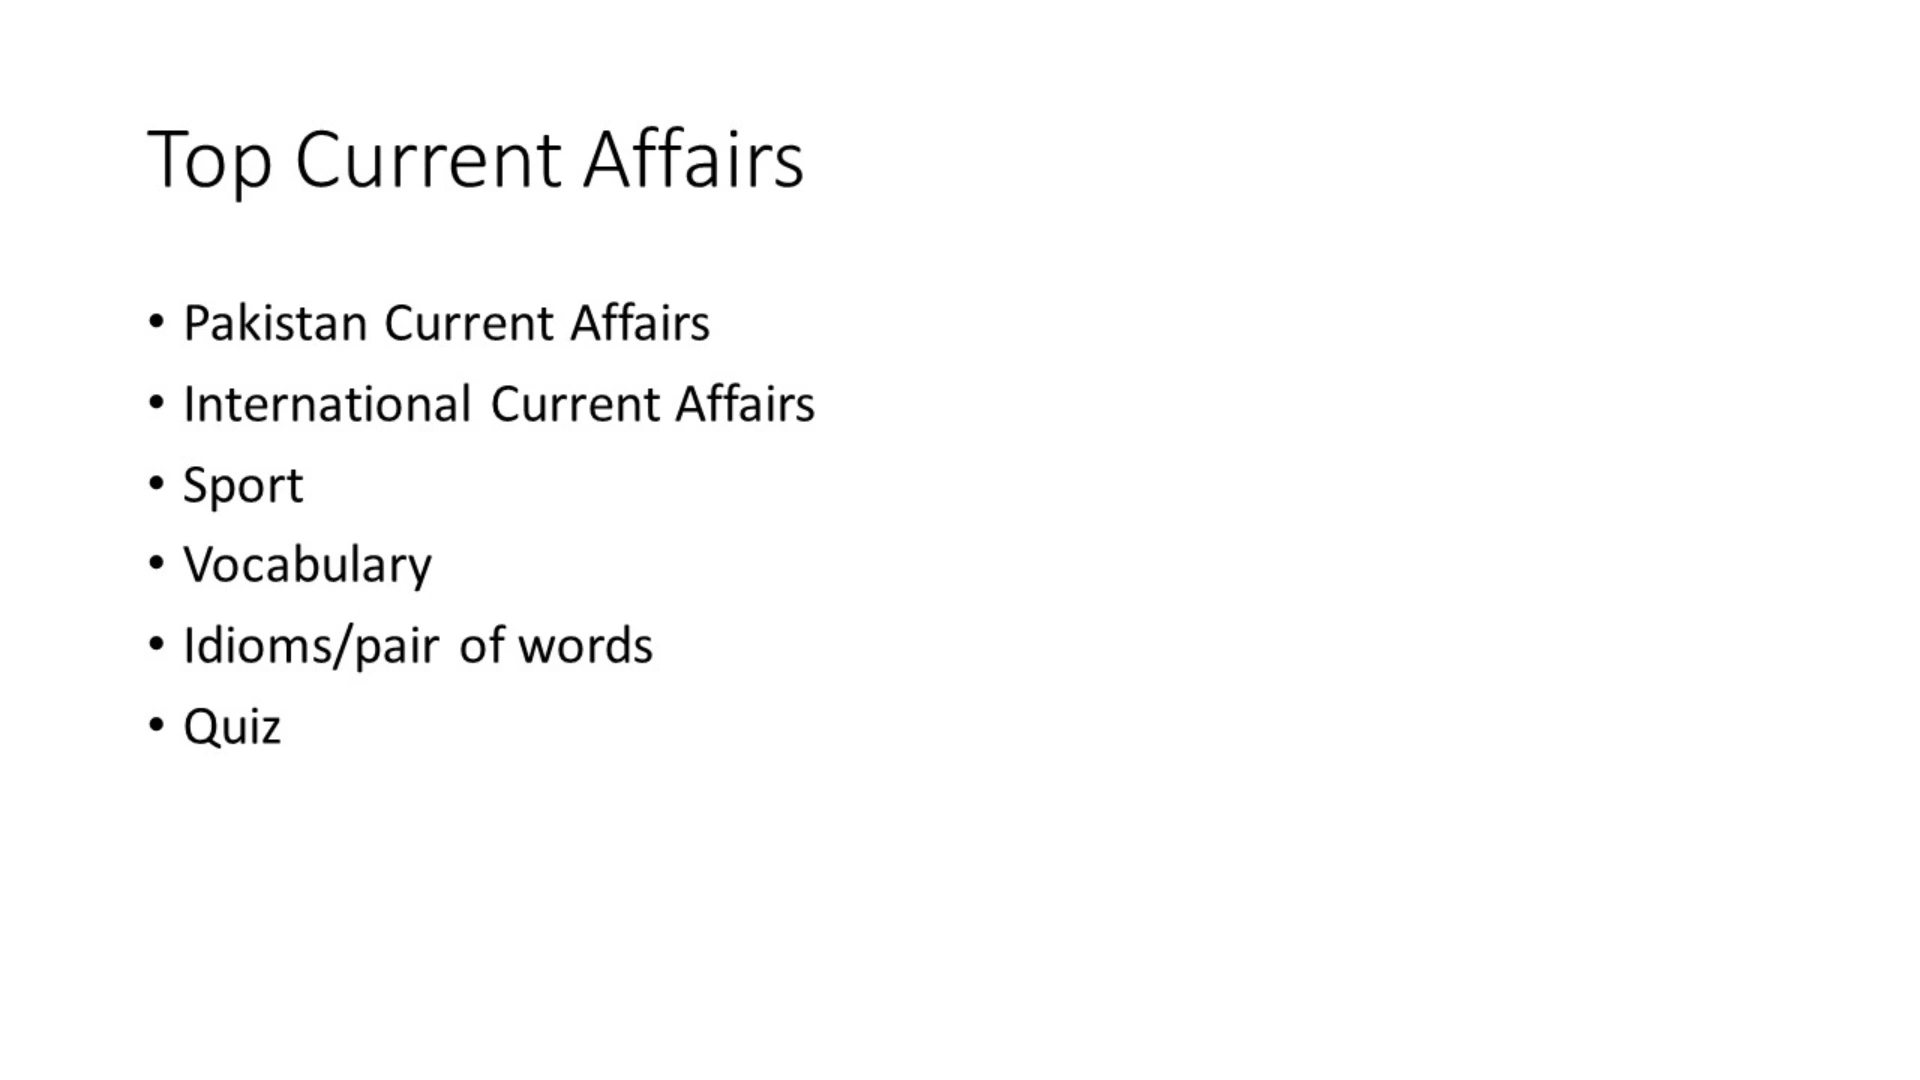 Top Current Affairs
• Pakistan Current Affairs
• International Current Affairs
• Sport
• Vocabulary
• Idioms/pair of words
• Quiz